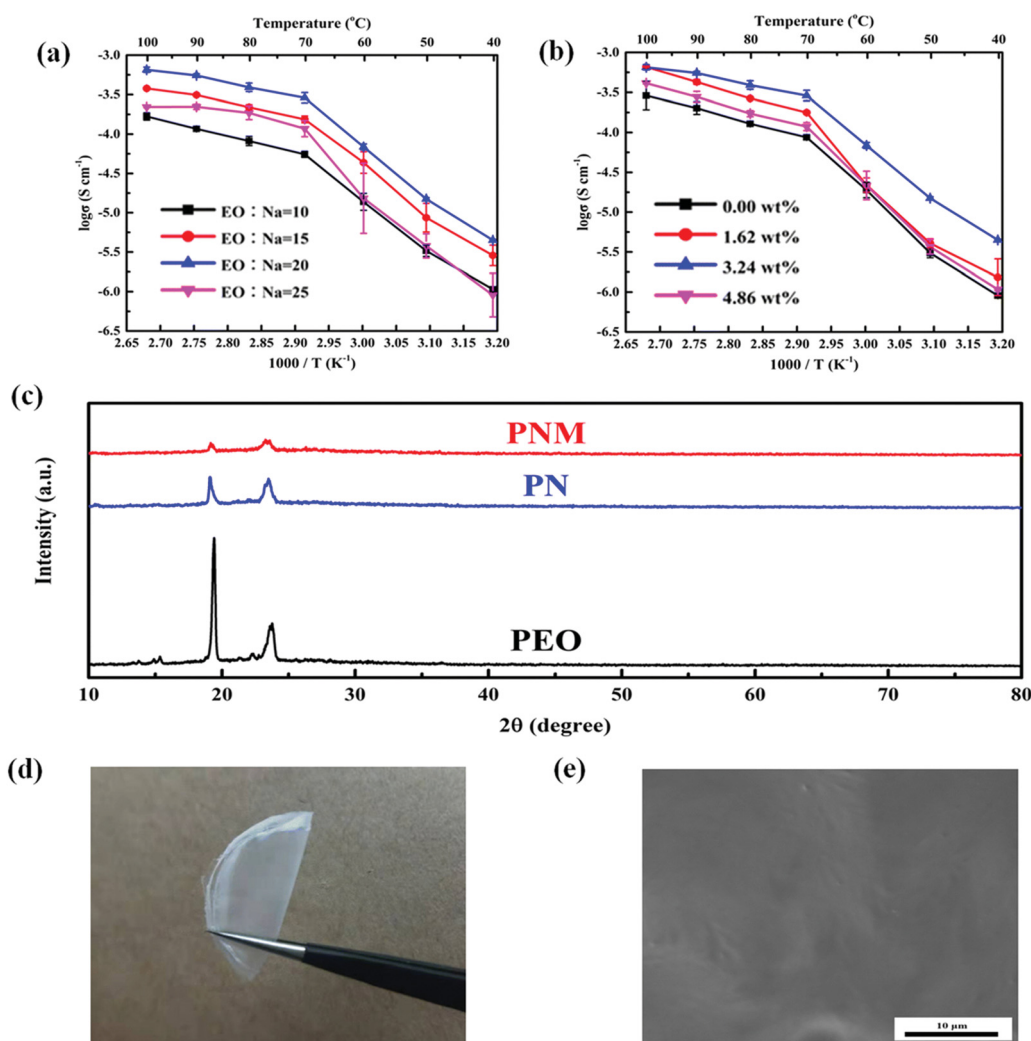 (a)
Temperature (°C)
100 90 80 70 60 50 40
-3.0
-3.5
-4.0
-4.5
-5.0
-5.5
-6.0
-6.5
logσ (S cm⁻¹)
EO : Na=10
EO : Na=15
EO : Na=20
EO : Na=25
2.65 2.70 2.75 2.80 2.85 2.90 2.95 3.00 3.05 3.10 3.15 3.20
1000 / T (K⁻¹)
(b)
Temperature (°C)
100 90 80 70 60 50 40
-3.0
-3.5
-4.0
-4.5
-5.0
-5.5
-6.0
-6.5
logσ (S cm⁻¹)
0.00 wt%
1.62 wt%
3.24 wt%
4.86 wt%
2.65 2.70 2.75 2.80 2.85 2.90 2.95 3.00 3.05 3.10 3.15 3.20
1000 / T (K⁻¹)
(c)
Intensity (a.u.)
PNM
PN
PEO
10 20 30 40 50 60 70 80
2θ (degree)
(d)
(e)
10 μm